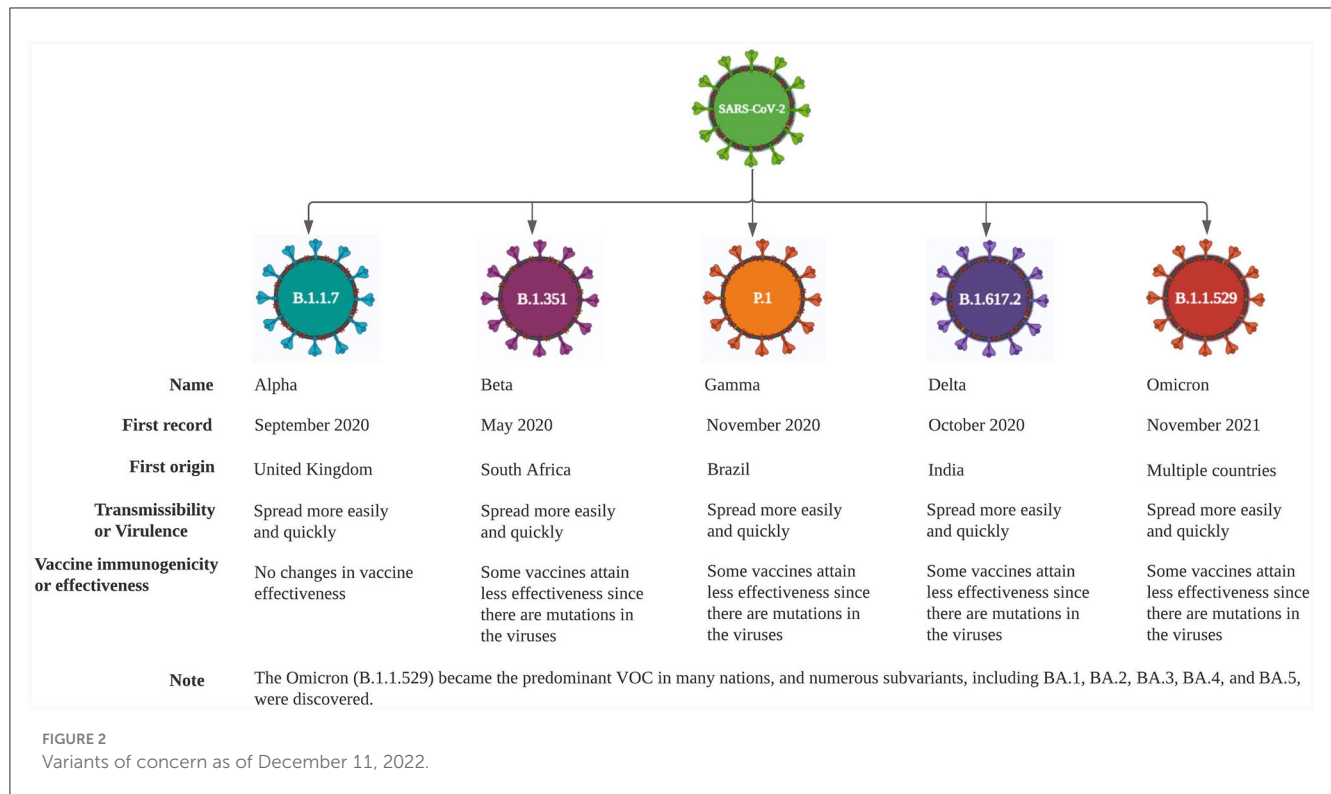 SARS-CoV-2
B.1.1.7 B.1.351 P.1 B.1.617.2 B.1.1.529
Name Alpha Beta Gamma Delta Omicron
First record September 2020 May 2020 November 2020 October 2020 November 2021
First origin United Kingdom South Africa Brazil India Multiple countries
Transmissibility Spread more easily Spread more easily Spread more easily Spread more easily Spread more easily
or Virulence and quickly and quickly and quickly and quickly and quickly
Vaccine immunogenicity No changes in vaccine Some vaccines attain Some vaccines attain Some vaccines attain Some vaccines attain
or effectiveness effectiveness less effectiveness since less effectiveness since less effectiveness since less effectiveness since
there are mutations in there are mutations in there are mutations in there are mutations in
the viruses the viruses the viruses the viruses
Note The Omicron (B.1.1.529) became the predominant VOC in many nations, and numerous subvariants, including BA.1, BA.2, BA.3, BA.4, and BA.5,
were discovered.
FIGURE 2
Variants of concern as of December 11, 2022.